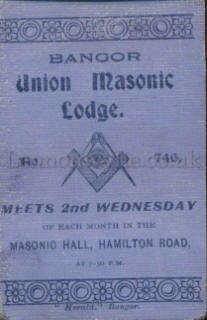 BANGOR
Union Masonic
Lodge.
No. 746,
MEETS 2nd WEDNESDAY
OF EACH MONTH IN THE
MASONIC HALL, HAMILTON ROAD,
AT 7-30 P.M.
"Herald," Bangor.